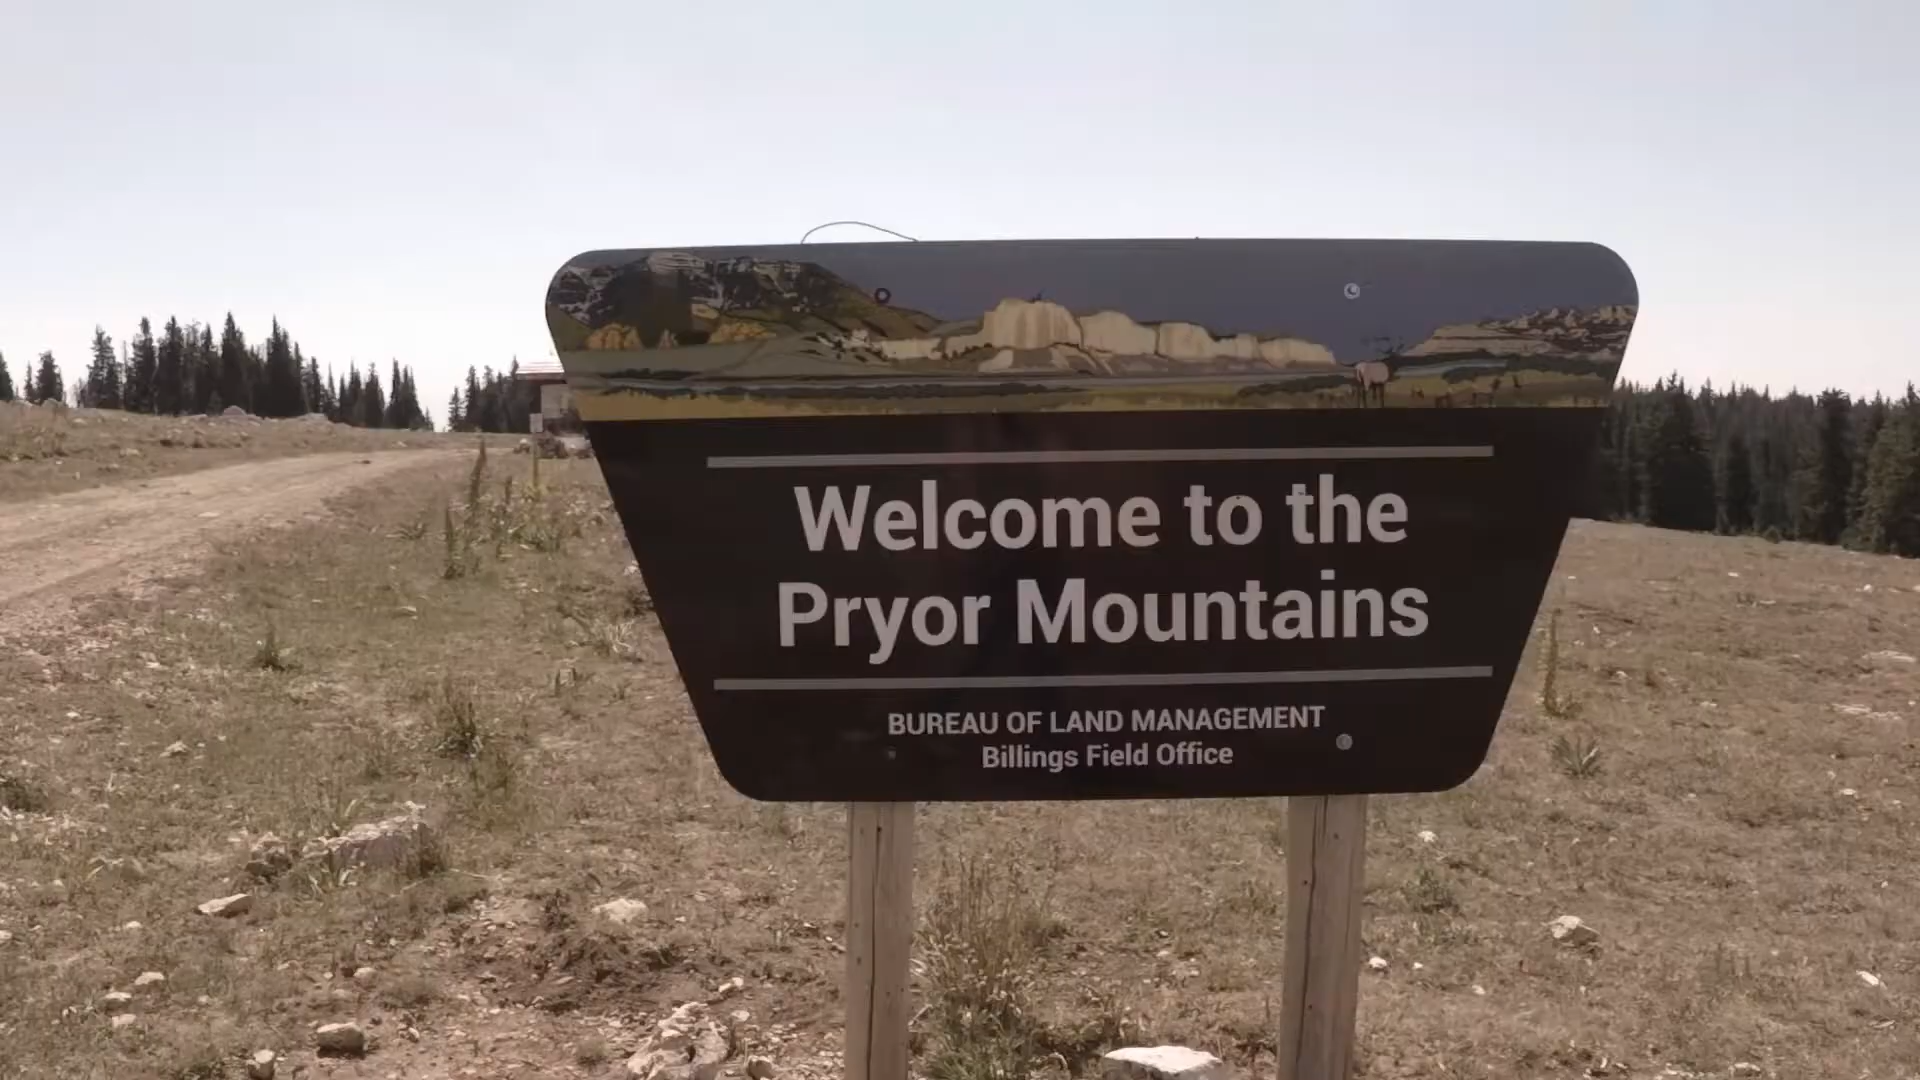 Welcome to the
Pryor Mountains
BUREAU OF LAND MANAGEMENT
Billings Field Office